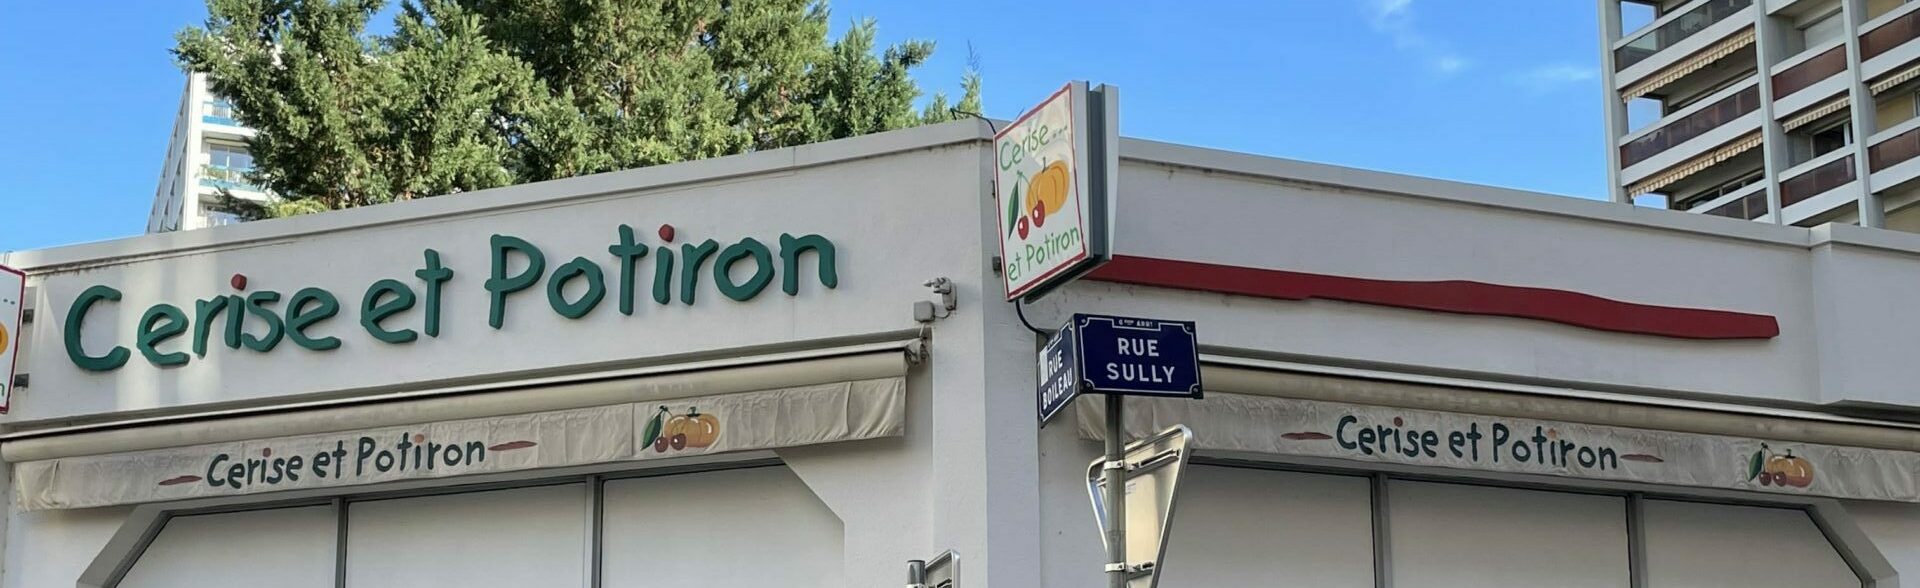 Cerise et Potiron
Cerise...
et Potiron
6ème ARRT
RUE
SULLY
RUE
BOILEAU
Cerise et Potiron
Cerise et Potiron